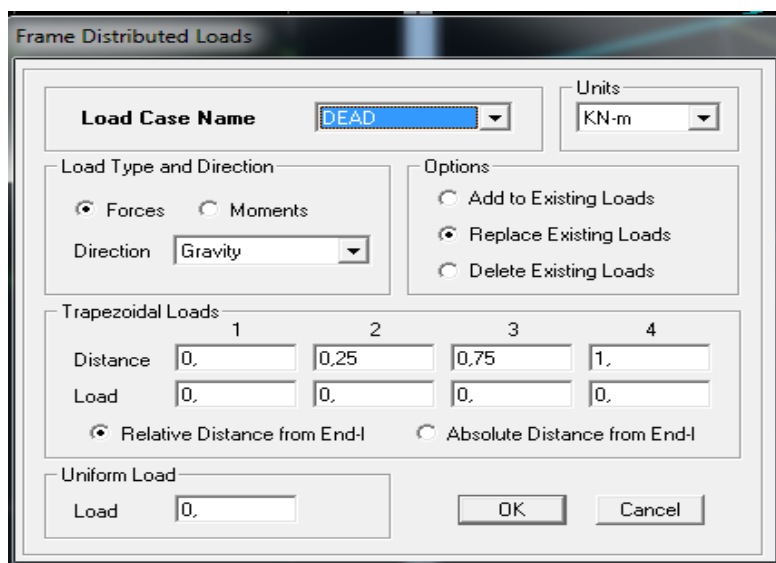 Frame Distributed Loads
Units
Load Case Name DEAD KN-m
Load Type and Direction
Forces Moments
Direction Gravity
Options
Add to Existing Loads
Replace Existing Loads
Delete Existing Loads
Trapezoidal Loads
1 2 3 4
Distance 0, 0,25 0,75 1,
Load 0, 0, 0, 0,
Relative Distance from End-I Absolute Distance from End-I
Uniform Load
Load 0,
OK Cancel